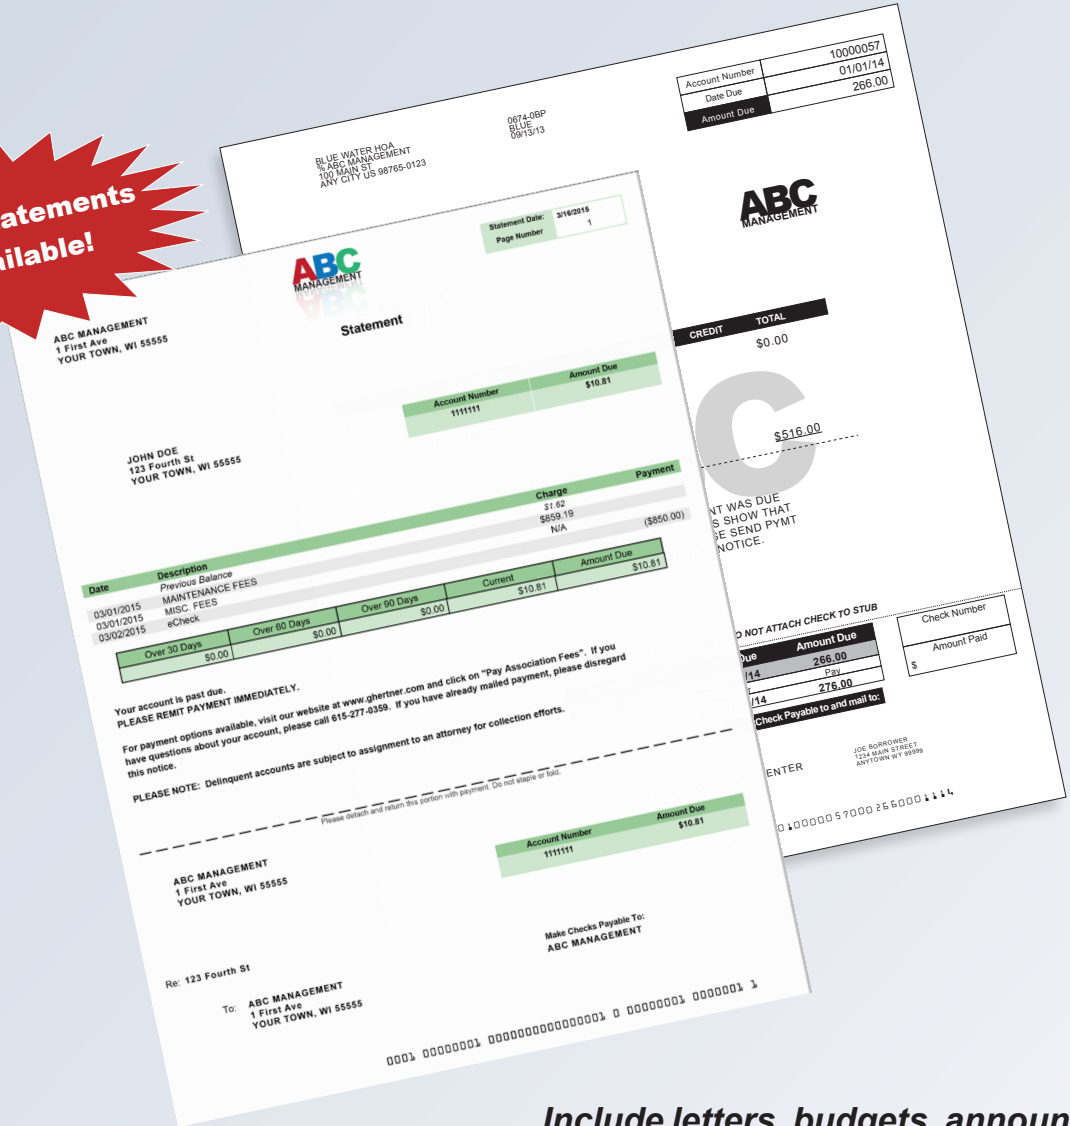 10000057
Account Number
01/01/14
Date Due
266.00
Amount Due
0674-0BP
BLUE
09/13/13
BLUE WATER HOA
% ABC MANAGEMENT
100 MAIN ST
ANY CITY US 98765-0123
ABC
MANAGEMENT
CREDIT TOTAL
$0.00
C
$516.00
NT WAS DUE
S SHOW THAT
SE SEND PYMT
NOTICE.
O NOT ATTACH CHECK TO STUB
Due Amount Due
/14 266.00
Pay
/14 276.00
Check Payable to and mail to:
Check Number
Amount Paid
$
ENTER
JOE BORROWER
1234 MAIN STREET
ANYTOWN WY 99999
atements
ailable!
Statement Date: 3/16/2015
Page Number 1
ABC
MANAGEMENT
Statement
ABC MANAGEMENT
1 First Ave
YOUR TOWN, WI 55555
Account Number Amount Due
1111111 $10.81
JOHN DOE
123 Fourth St
YOUR TOWN, WI 55555
Date Description Charge Payment
Previous Balance $1.62
03/01/2015 MAINTENANCE FEES $859.19
03/01/2015 MISC. FEES N/A
03/02/2015 eCheck ($850.00)
Over 30 Days Over 60 Days Over 90 Days Current Amount Due
$0.00 $0.00 $0.00 $10.81 $10.81
Your account is past due.
PLEASE REMIT PAYMENT IMMEDIATELY.
For payment options available, visit our website at www.ghertner.com and click on "Pay Association Fees". If you
have questions about your account, please call 615-277-0359. If you have already mailed payment, please disregard
this notice.
PLEASE NOTE: Delinquent accounts are subject to assignment to an attorney for collection efforts.
Please detach and return this portion with payment. Do not staple or fold.
ABC MANAGEMENT
1 First Ave
YOUR TOWN, WI 55555
Account Number Amount Due
1111111 $10.81
Make Checks Payable To:
ABC MANAGEMENT
Re: 123 Fourth St
To: ABC MANAGEMENT
1 First Ave
YOUR TOWN, WI 55555
0001 00000001 0000000000000001 0 00000001 0000001 1
Include letters, budgets, announ